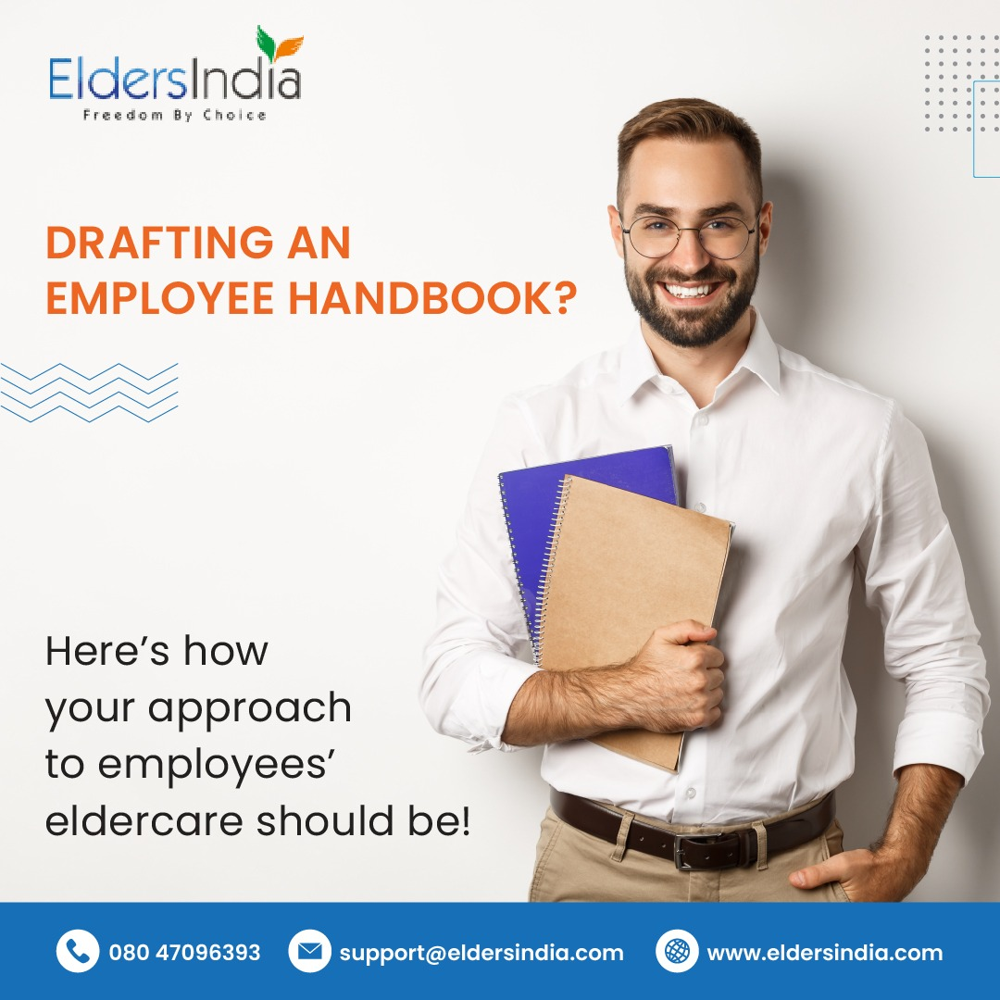 EldersIndia
Freedom By Choice
DRAFTING AN
EMPLOYEE HANDBOOK?
Here’s how
your approach
to employees’
eldercare should be!
080 47096393
support@eldersindia.com
www.eldersindia.com